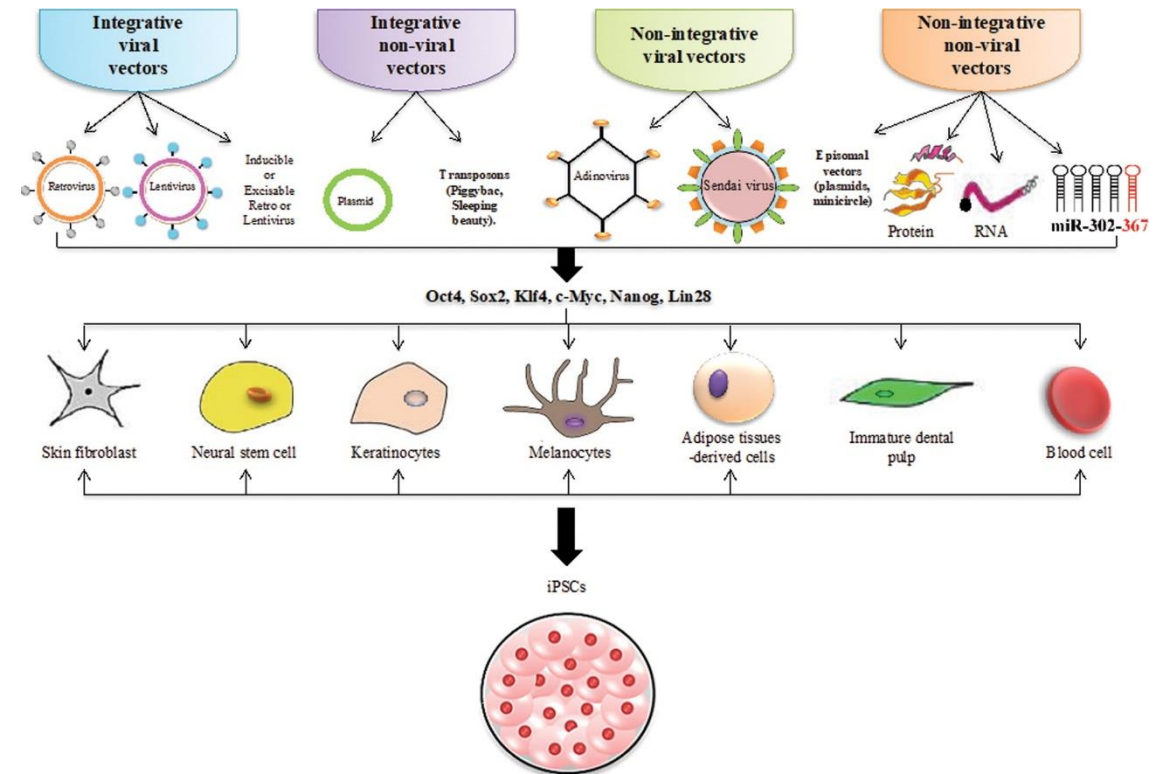 Integrative
viral
vectors
Integrative
non-viral
vectors
Non-integrative
viral vectors
Non-integrative
non-viral
vectors
Retrovirus
Lentivirus
Inducible
or
Excisable
Retro or
Lentivirus
Plasmid
Transposons
(Piggybac,
Sleeping
beauty).
Adinovirus
Sendai virus
Episomal
vectors
(plasmids,
minicircle)
Protein
RNA
miR-302-367
Oct4, Sox2, Klf4, c-Myc, Nanog, Lin28
Skin fibroblast
Neural stem cell
Keratinocytes
Melanocytes
Adipose tissues
-derived cells
Immature dental
pulp
Blood cell
iPSCs